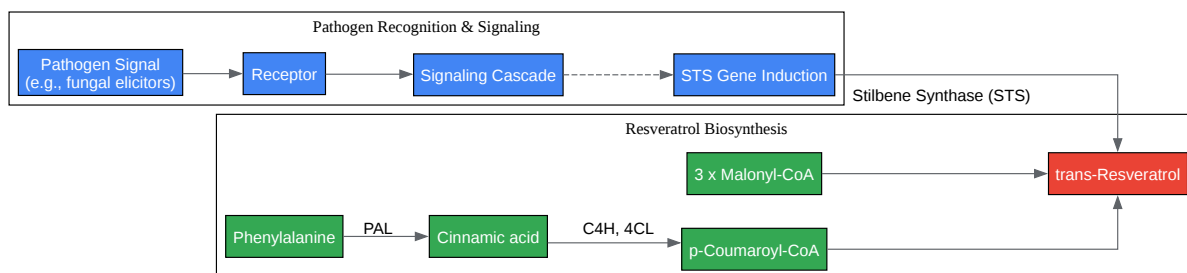 Pathogen Recognition & Signaling
Pathogen Signal
(e.g., fungal elicitors)
Receptor
Signaling Cascade
STS Gene Induction
Stilbene Synthase (STS)
Resveratrol Biosynthesis
3 x Malonyl-CoA
trans-Resveratrol
Phenylalanine
PAL
Cinnamic acid
C4H, 4CL
p-Coumaroyl-CoA